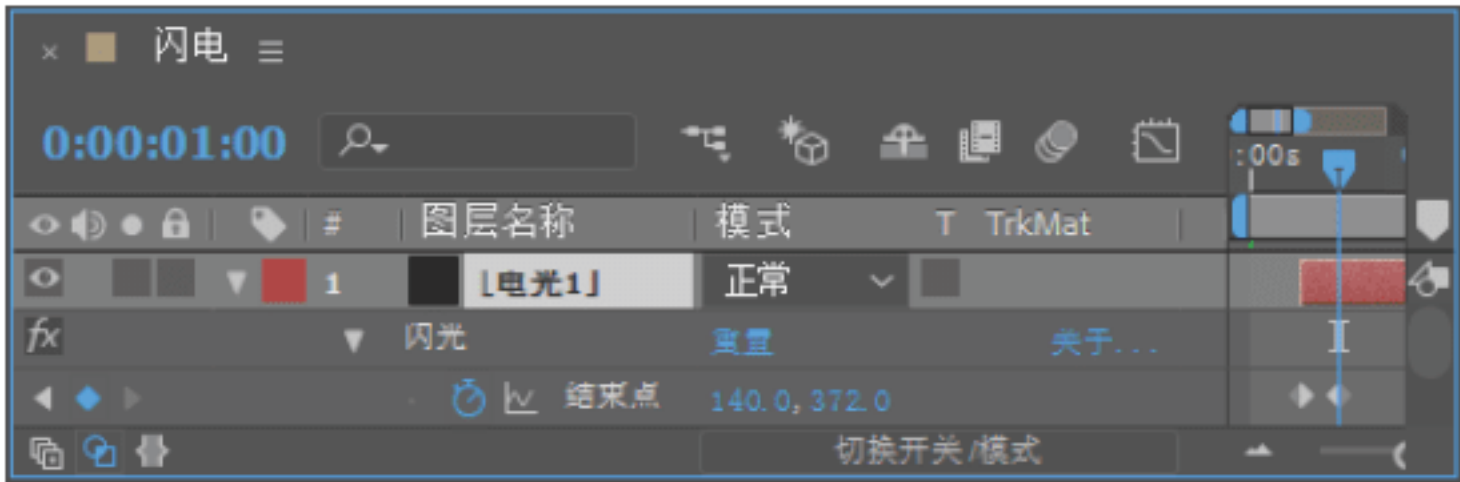 闪电
0:00:01:00
:00s
# 图层名称 模式 T TrkMat
1 [电光1] 正常
fx 闪光 重置 关于...
结束点 140.0,372.0
切换开关/模式